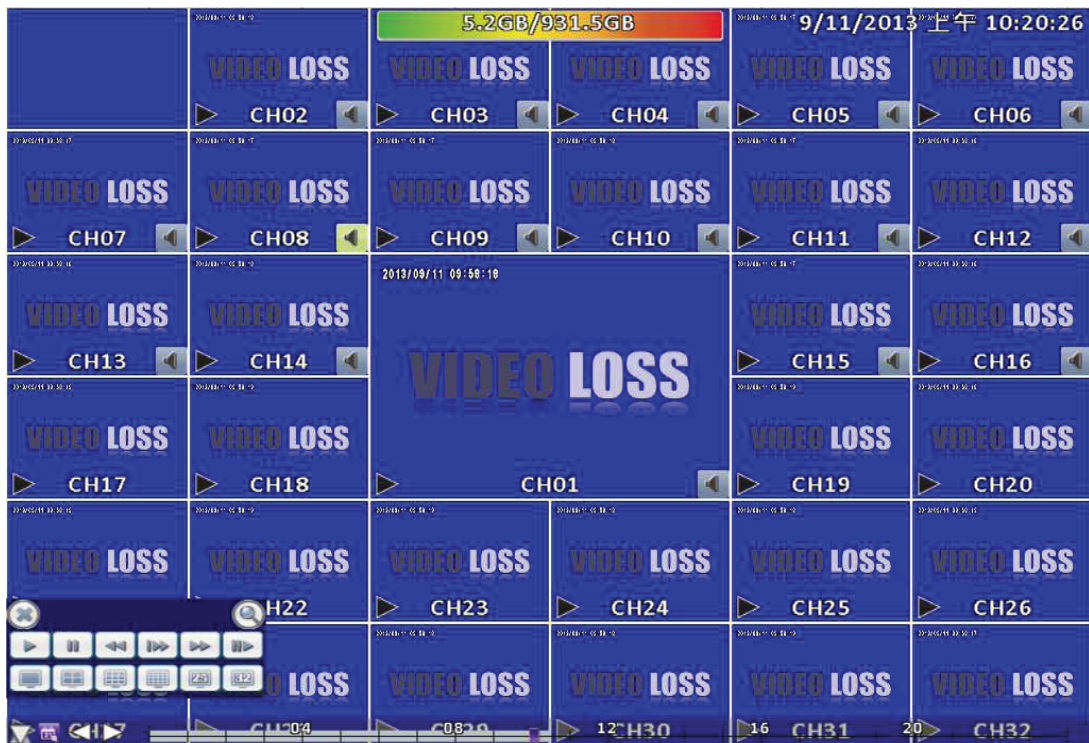 5.2GB/931.5GB
9/11/2013 上午 10:20:26
VIDEO LOSS VIDEO LOSS VIDEO LOSS VIDEO LOSS VIDEO LOSS
CH02 CH03 CH04 CH05 CH06
VIDEO LOSS VIDEO LOSS VIDEO LOSS VIDEO LOSS VIDEO LOSS VIDEO LOSS
CH07 CH08 CH09 CH10 CH11 CH12
2013/09/11 09:58:18
VIDEO LOSS VIDEO LOSS VIDEO LOSS VIDEO LOSS
CH13 CH14 CH15 CH16
VIDEO LOSS
VIDEO LOSS VIDEO LOSS VIDEO LOSS VIDEO LOSS
CH17 CH18 CH01 CH19 CH20
VIDEO LOSS VIDEO LOSS VIDEO LOSS VIDEO LOSS VIDEO LOSS VIDEO LOSS
H22 CH23 CH24 CH25 CH26
25 32
LOSS VIDEO LOSS VIDEO LOSS VIDEO LOSS VIDEO LOSS
04 08 12 16 20
CH30 CH31 CH32